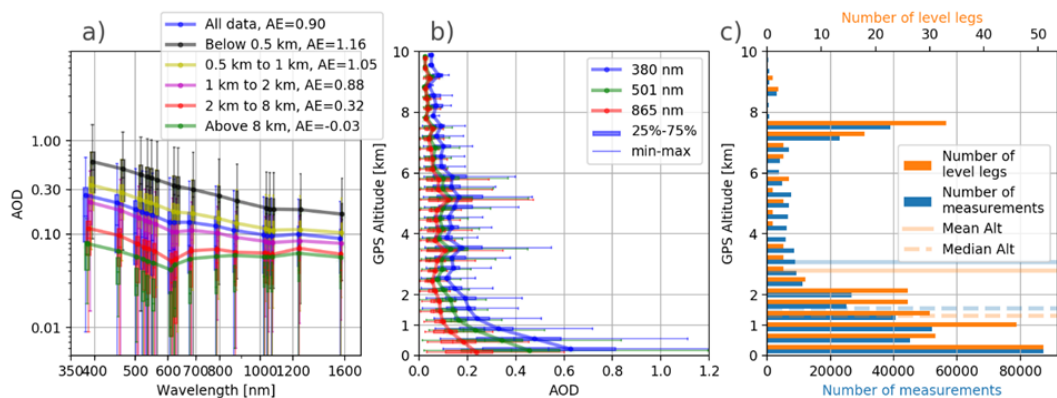 a)
All data, AE=0.90
Below 0.5 km, AE=1.16
0.5 km to 1 km, AE=1.05
1 km to 2 km, AE=0.88
2 km to 8 km, AE=0.32
Above 8 km, AE=-0.03
1.00
0.30
0.10
0.01
AOD
350 400 500 600 700 800 1000 1200 1600
Wavelength [nm]
b)
380 nm
501 nm
865 nm
25%-75%
min-max
10
8
6
4
2
0
GPS Altitude [km]
0.0 0.2 0.4 0.6 0.8 1.0 1.2
AOD
c)
Number of level legs
0 10 20 30 40 50
10
8
6
4
2
1
0
GPS Altitude [km]
Number of
level legs
Number of
measurements
Mean Alt
Median Alt
0 20000 40000 60000 80000
Number of measurements